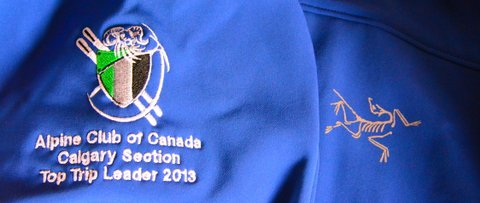 Alpine Club of Canada
Calgary Section
Top Trip Leader 2013